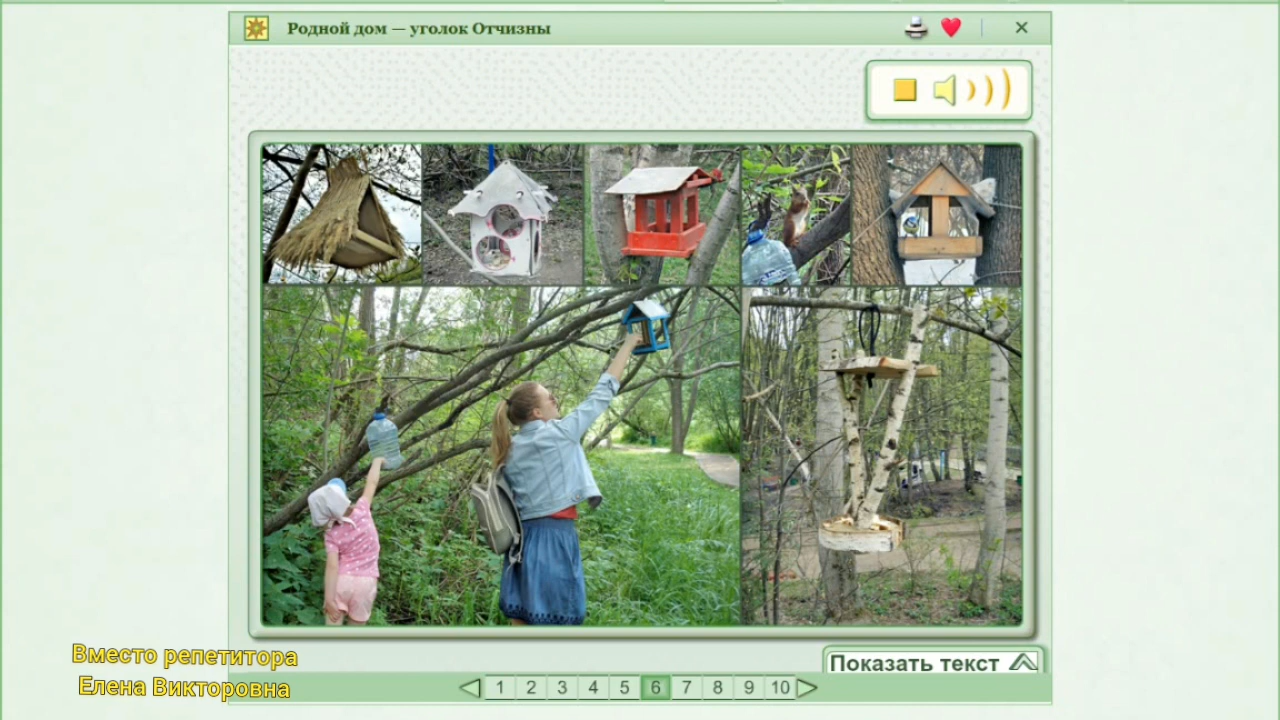 Родной дом — уголок Отчизны
Показать текст
Вместо репетитора
Елена Викторовна
1 2 3 4 5 6 7 8 9 10